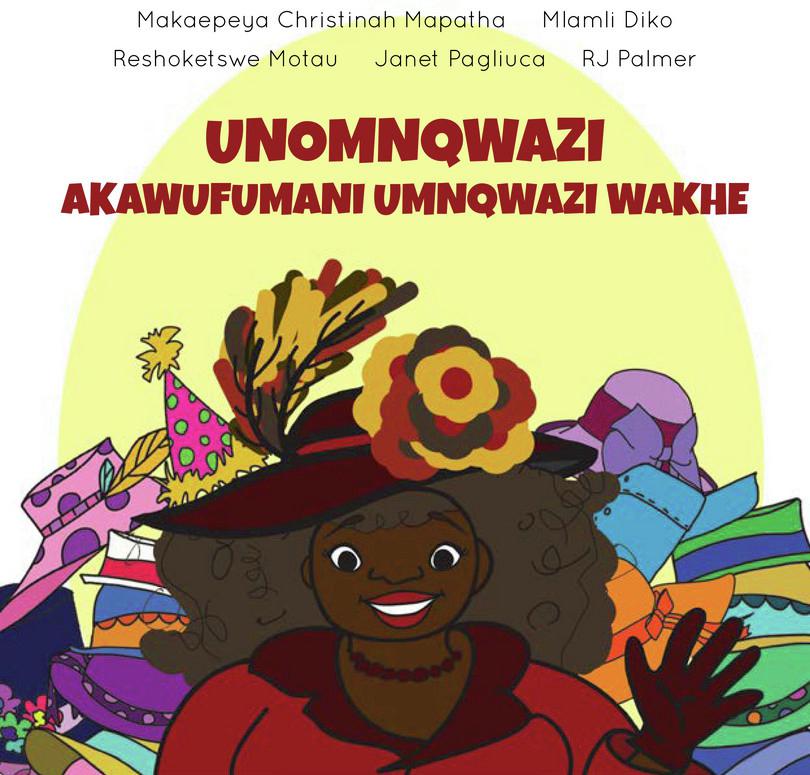 Makaepeya Christinah Mapatha Mlamli Diko
Reshoketswe Motau Janet Pagliuca RJ Palmer
UNOMNQWAZI
AKAWUFUMANI UMNQWAZI WAKHE